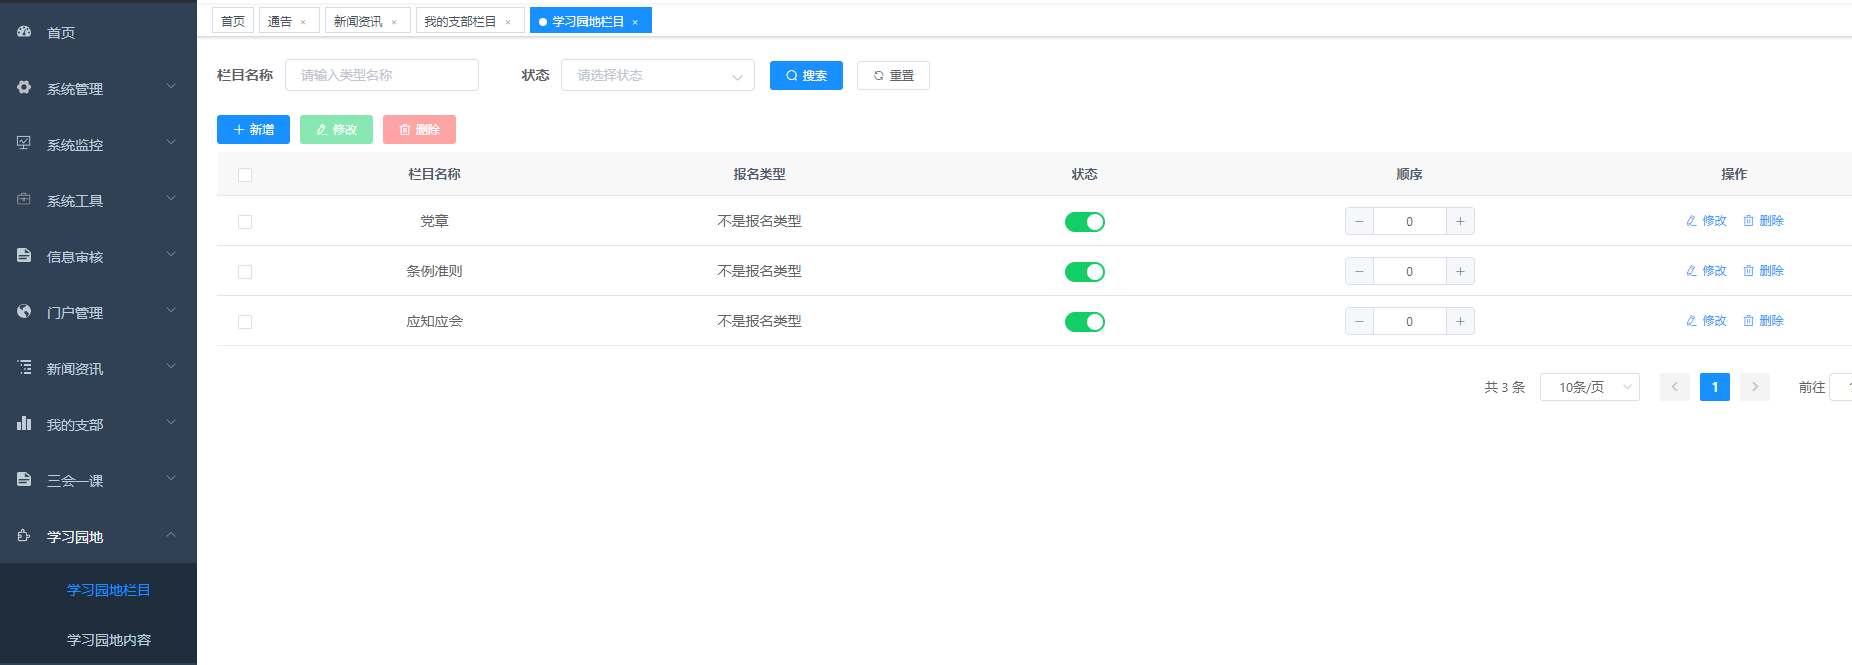 首页
系统管理
系统监控
系统工具
信息审核
门户管理
新闻资讯
我的支部
三会一课
学习园地
学习园地栏目
学习园地内容
首页 通告 × 新闻资讯 × 我的支部栏目 × 学习园地栏目 ×
栏目名称 请输入类型名称 状态 请选择状态 搜索 重置
新增 修改 删除
栏目名称 报名类型 状态 顺序 操作
党章 不是报名类型 − 0 + 修改 删除
条例准则 不是报名类型 − 0 + 修改 删除
应知应会 不是报名类型 − 0 + 修改 删除
共 3 条 10条/页 1 前往